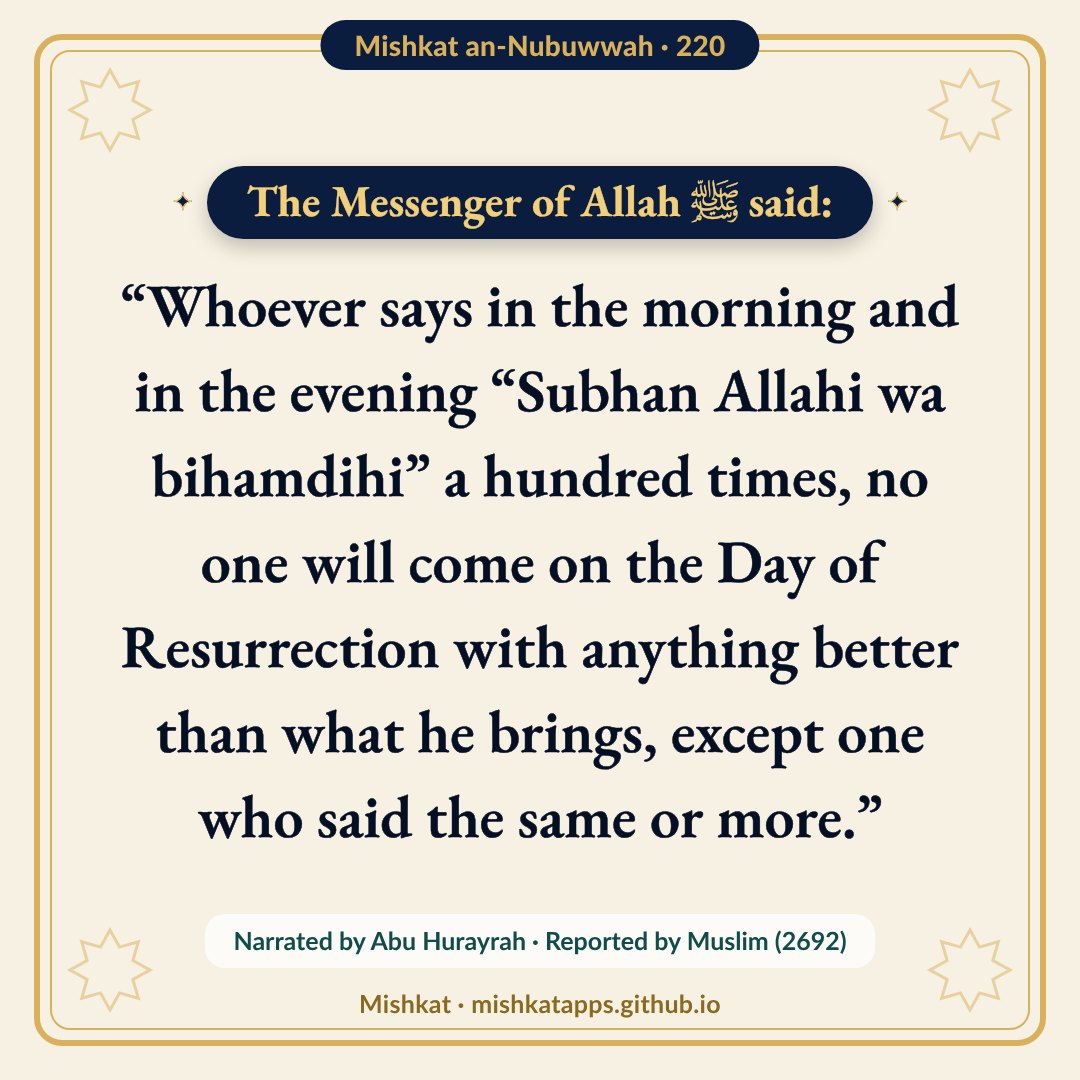 Mishkat an-Nubuwwah · 220
The Messenger of Allah ﷺ said:
“Whoever says in the morning and
in the evening “Subhan Allahi wa
bihamdihi” a hundred times, no
one will come on the Day of
Resurrection with anything better
than what he brings, except one
who said the same or more.”
Narrated by Abu Hurayrah · Reported by Muslim (2692)
Mishkat · mishkatapps.github.io